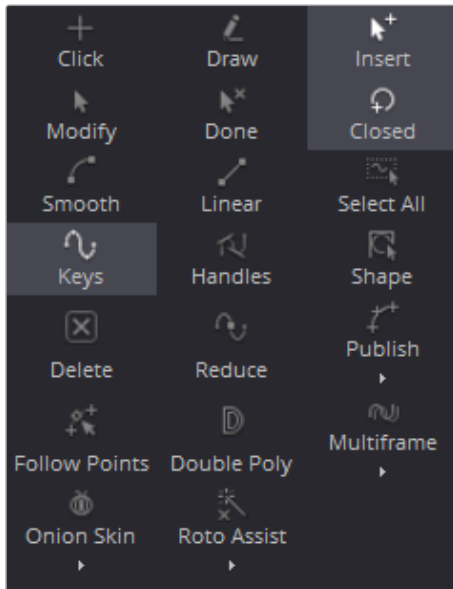 Click Draw Insert
Modify Done Closed
Smooth Linear Select All
Keys Handles Shape
Delete Reduce Publish
Follow Points Double Poly Multiframe
Onion Skin Roto Assist